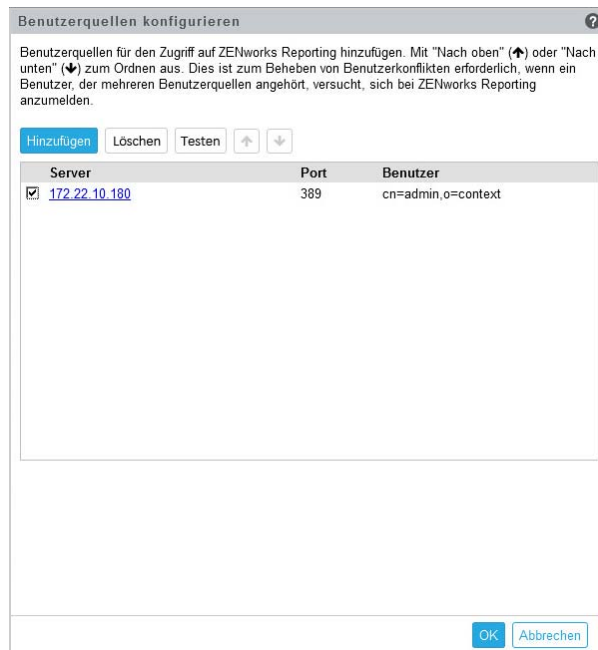 Benutzerquellen konfigurieren ?
Benutzerquellen für den Zugriff auf ZENworks Reporting hinzufügen. Mit "Nach oben" (↑) oder "Nach
unten" (↓) zum Ordnen aus. Dies ist zum Beheben von Benutzerkonflikten erforderlich, wenn ein
Benutzer, der mehreren Benutzerquellen angehört, versucht, sich bei ZENworks Reporting
anzumelden.
Hinzufügen Löschen Testen ↑ ↓
Server Port Benutzer
172.22.10.180 389 cn=admin,o=context
OK Abbrechen